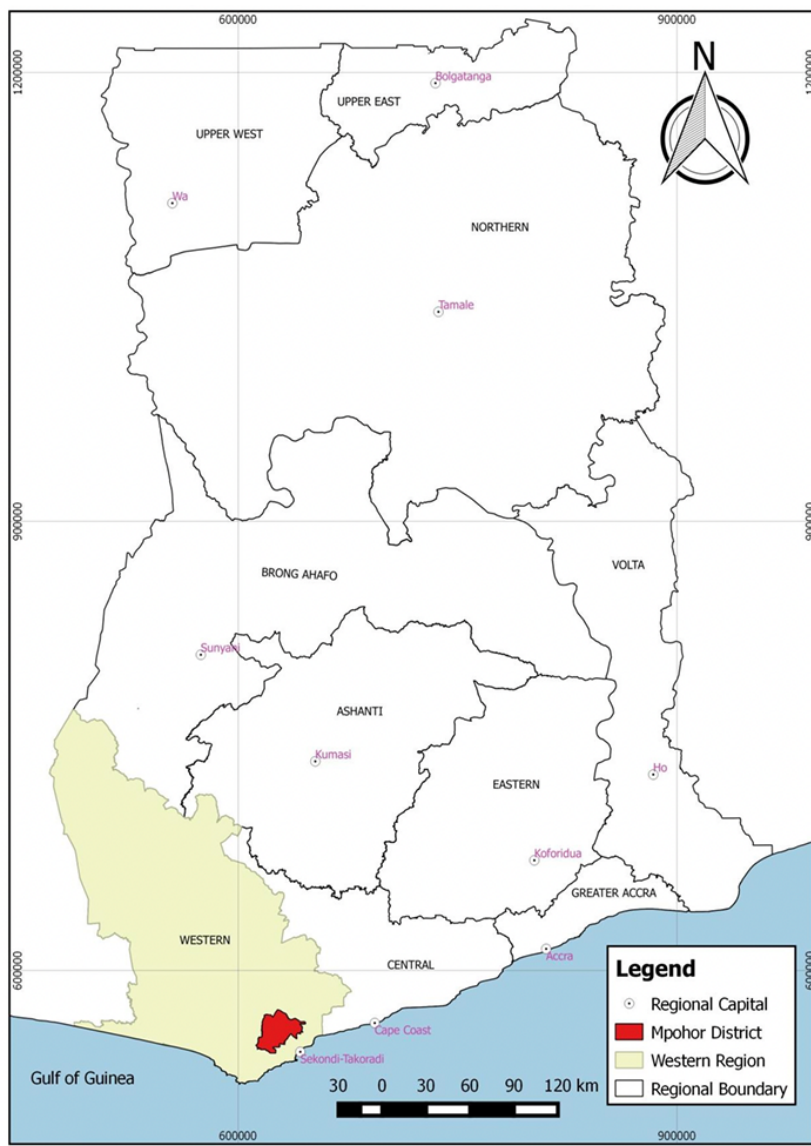 600000
900000
1200000
1200000
N
Bolgatanga
UPPER EAST
UPPER WEST
Wa
NORTHERN
Tamale
900000
900000
BRONG AHAFO
VOLTA
Sunyani
ASHANTI
Kumasi
Ho
EASTERN
Koforidua
GREATER ACCRA
WESTERN
CENTRAL
Accra
600000
600000
Cape Coast
Sekondi-Takoradi
Gulf of Guinea
Legend
Regional Capital
Mpohor District
Western Region
Regional Boundary
30 0 30 60 90 120 km
600000
900000